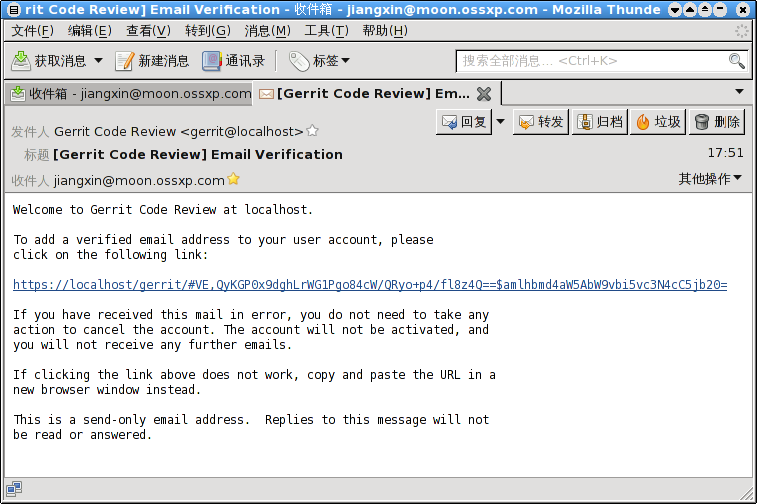 rit Code Review] Email Verification - 收件箱 - jiangxin@moon.ossxp.com - Mozilla Thunde
文件(F) 编辑(E) 查看(V) 转到(G) 消息(M) 工具(T) 帮助(H)
获取消息 新建消息 通讯录 标签 搜索全部消息... <Ctrl+K>
收件箱 - jiangxin@moon.ossxp.com [Gerrit Code Review] Em...
发件人 Gerrit Code Review <gerrit@localhost> 回复 转发 归档 垃圾 删除
标题 [Gerrit Code Review] Email Verification 17:51
收件人 jiangxin@moon.ossxp.com 其他操作
Welcome to Gerrit Code Review at localhost.
To add a verified email address to your user account, please
click on the following link:
https://localhost/gerrit/#VE,QyKGP0x9dghLrWG1Pgo84cW/QRyo+p4/fl8z4Q==$amlhbmd4aW5AbW9vbi5vc3N4cC5jb20=
If you have received this mail in error, you do not need to take any
action to cancel the account. The account will not be activated, and
you will not receive any further emails.
If clicking the link above does not work, copy and paste the URL in a
new browser window instead.
This is a send-only email address.  Replies to this message will not
be read or answered.